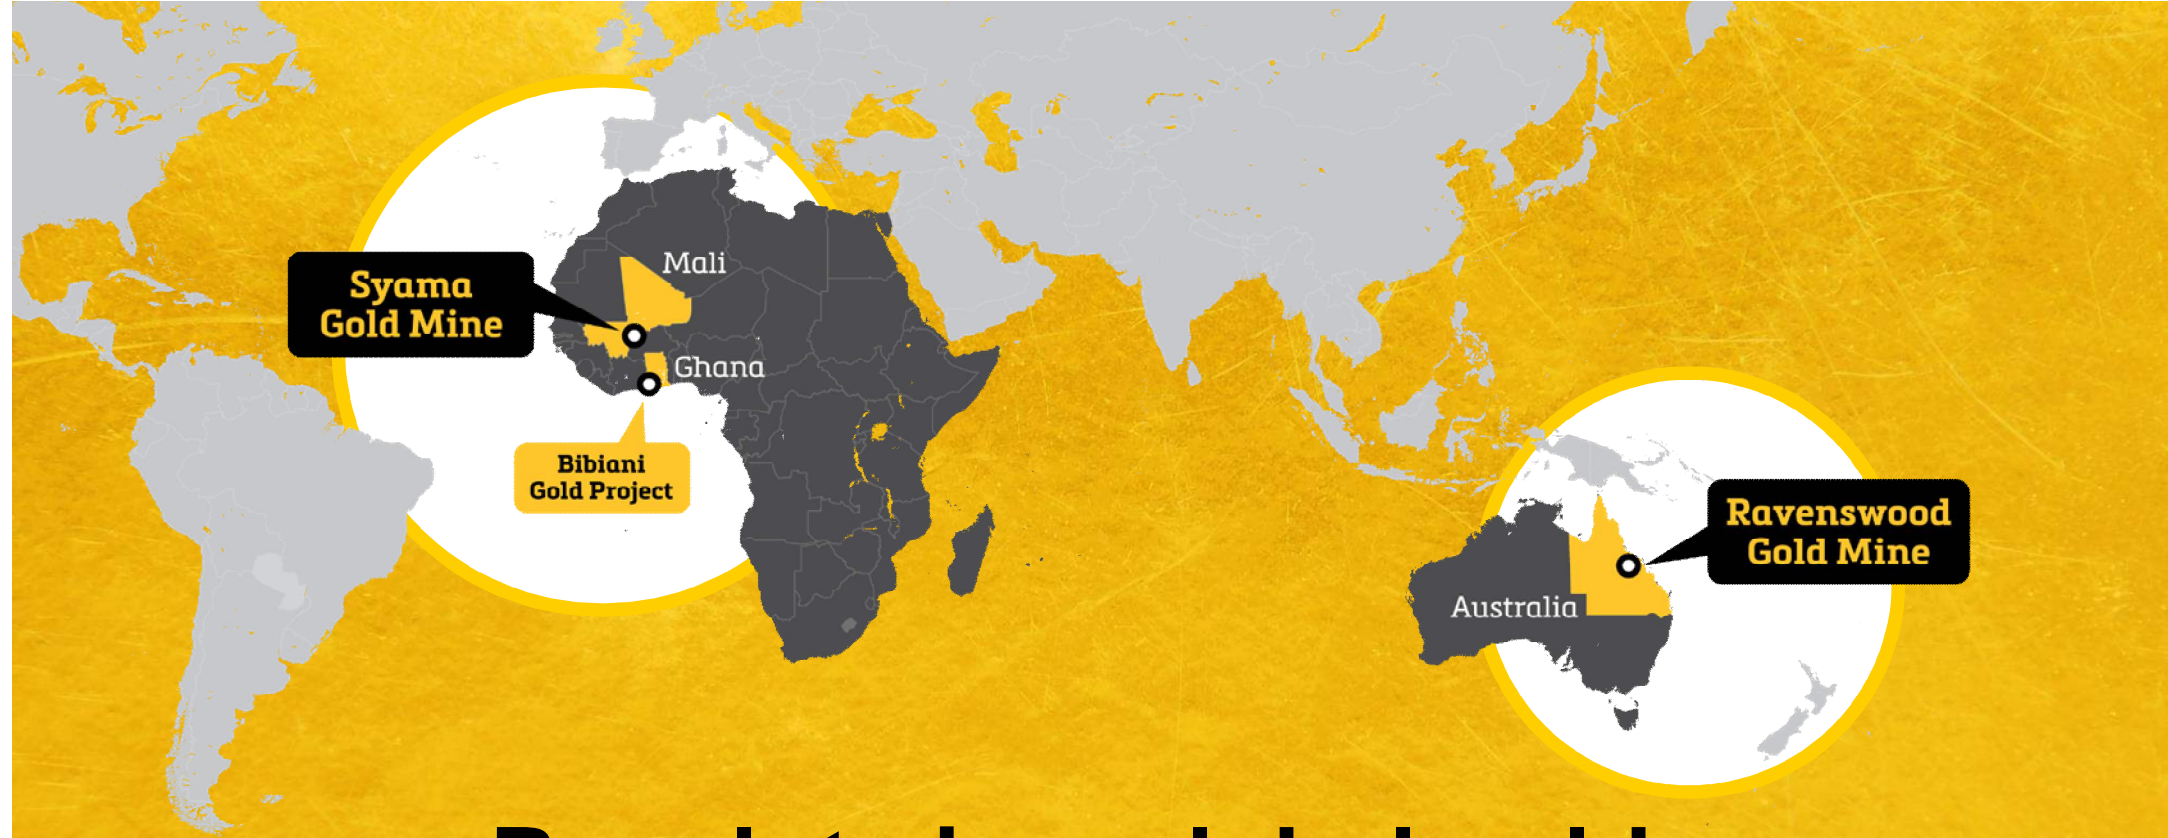 Mali
Syama
Gold Mine
Ghana
Bibiani
Gold Project
Ravenswood
Gold Mine
Australia